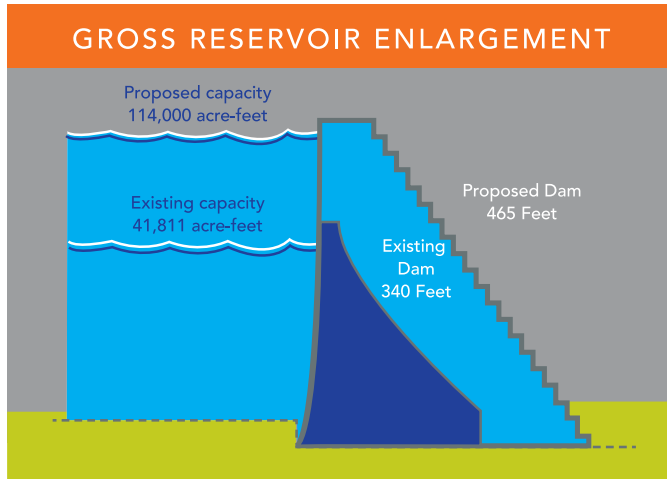 GROSS RESERVOIR ENLARGEMENT
Proposed capacity
114,000 acre-feet
Existing capacity
41,811 acre-feet
Proposed Dam
465 Feet
Existing
Dam
340 Feet